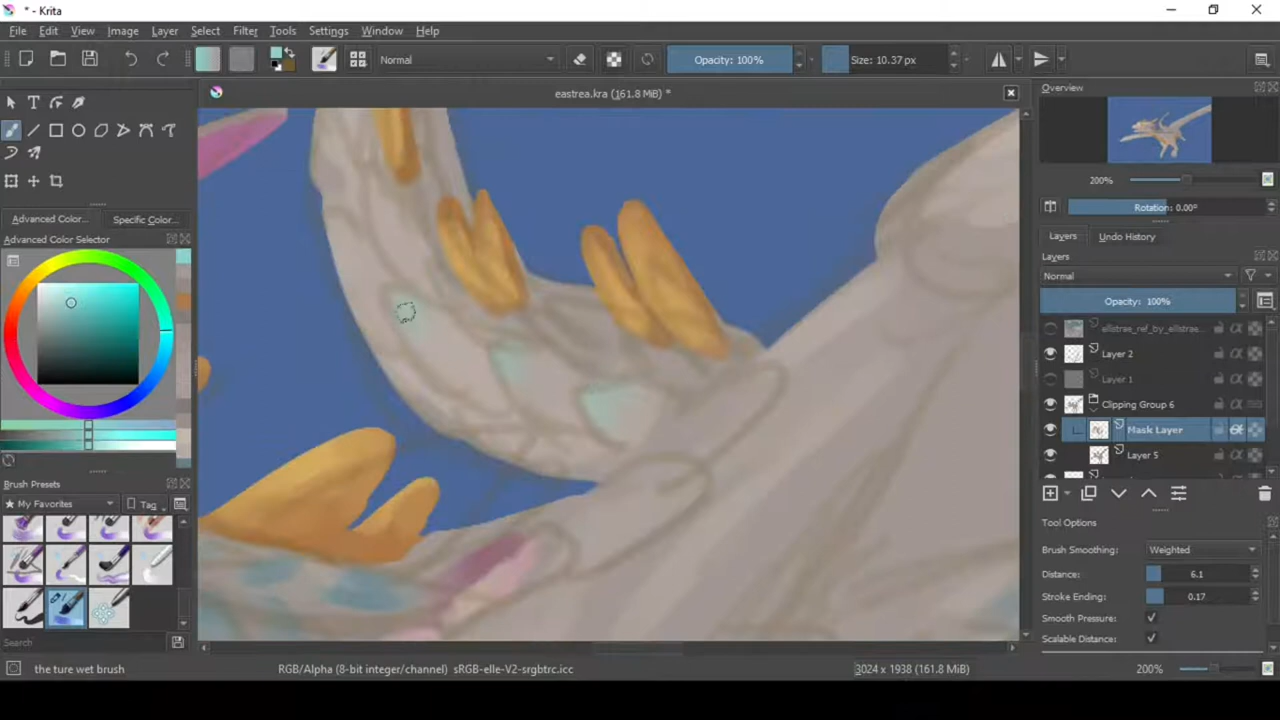 * - Krita
File Edit View Image Layer Select Filter Tools Settings Window Help
Normal Opacity: 100% Size: 10.37 px
eastrea.kra (161.8 MiB) *
Overview
200%
Rotation: 0.00°
Advanced Color... Specific Color...
Advanced Color Selector
Layers Undo History
Layers
Normal
Opacity: 100%
ellistrae_ref_by_ellistrae...
Layer 2
Layer 1
Clipping Group 6
Mask Layer
Layer 5
Brush Presets
My Favorites Tag
Search
Tool Options
Brush Smoothing: Weighted
Distance: 6.1
Stroke Ending: 0.17
Smooth Pressure:
Scalable Distance:
the ture wet brush RGB/Alpha (8-bit integer/channel) sRGB-elle-V2-srgbtrc.icc 3024 x 1938 (161.8 MiB) 200%